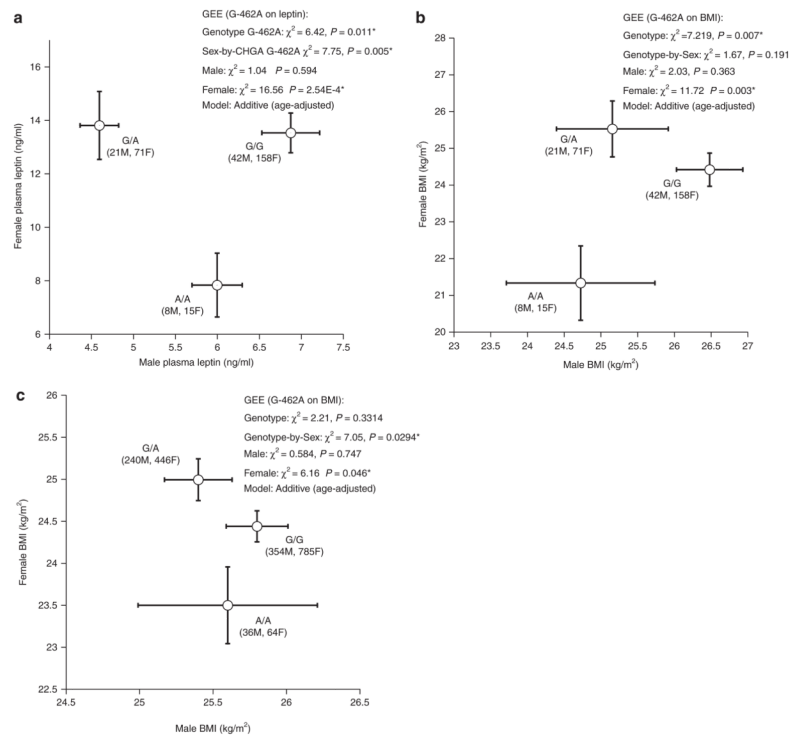 a
GEE (G-462A on leptin)
Genotype G-462A: χ² = 6.42, P = 0.011*
Sex-by-CHGA G-462A χ² = 7.75, P = 0.005*
Male: χ² = 1.04 P = 0.594
Female: χ² = 16.56 P = 2.54E-4*
Model: Additive (age-adjusted)
16
14
12
10
8
6
Female plasma leptin (ng/ml)
G/A
(21M, 71F)
G/G
(42M, 158F)
A/A
(8M, 15F)
4
4.5
5
5.5
6
6.5
7
7.5
Male plasma leptin (ng/ml)
b
GEE (G-462A on BMI)
Genotype: χ² =7.219, P = 0.007*
Genotype-by-Sex: χ² = 1.67, P = 0.191
Male: χ² = 2.03, P = 0.363
Female: χ² = 11.72 P = 0.003*
Model: Additive (age-adjusted)
28
27
26
25
24
23
22
21
20
Female BMI (kg/m²)
G/A
(21M, 71F)
G/G
(42M, 158F)
A/A
(8M, 15F)
23
23.5
24
24.5
25
25.5
26
26.5
27
Male BMI (kg/m²)
c
GEE (G-462A on BMI):
Genotype: χ² = 2.21, P = 0.3314
Genotype-by-Sex: χ² = 7.05, P = 0.0294*
Male: χ² = 0.584, P = 0.747
Female: χ² = 6.16 P = 0.046*
Model: Additive (age-adjusted)
26
25.5
25
24.5
24
23.5
23
22.5
Female BMI (kg/m²)
G/A
(240M, 446F)
G/G
(354M, 785F)
A/A
(36M, 64F)
24.5
25
25.5
26
26.5
Male BMI (kg/m²)